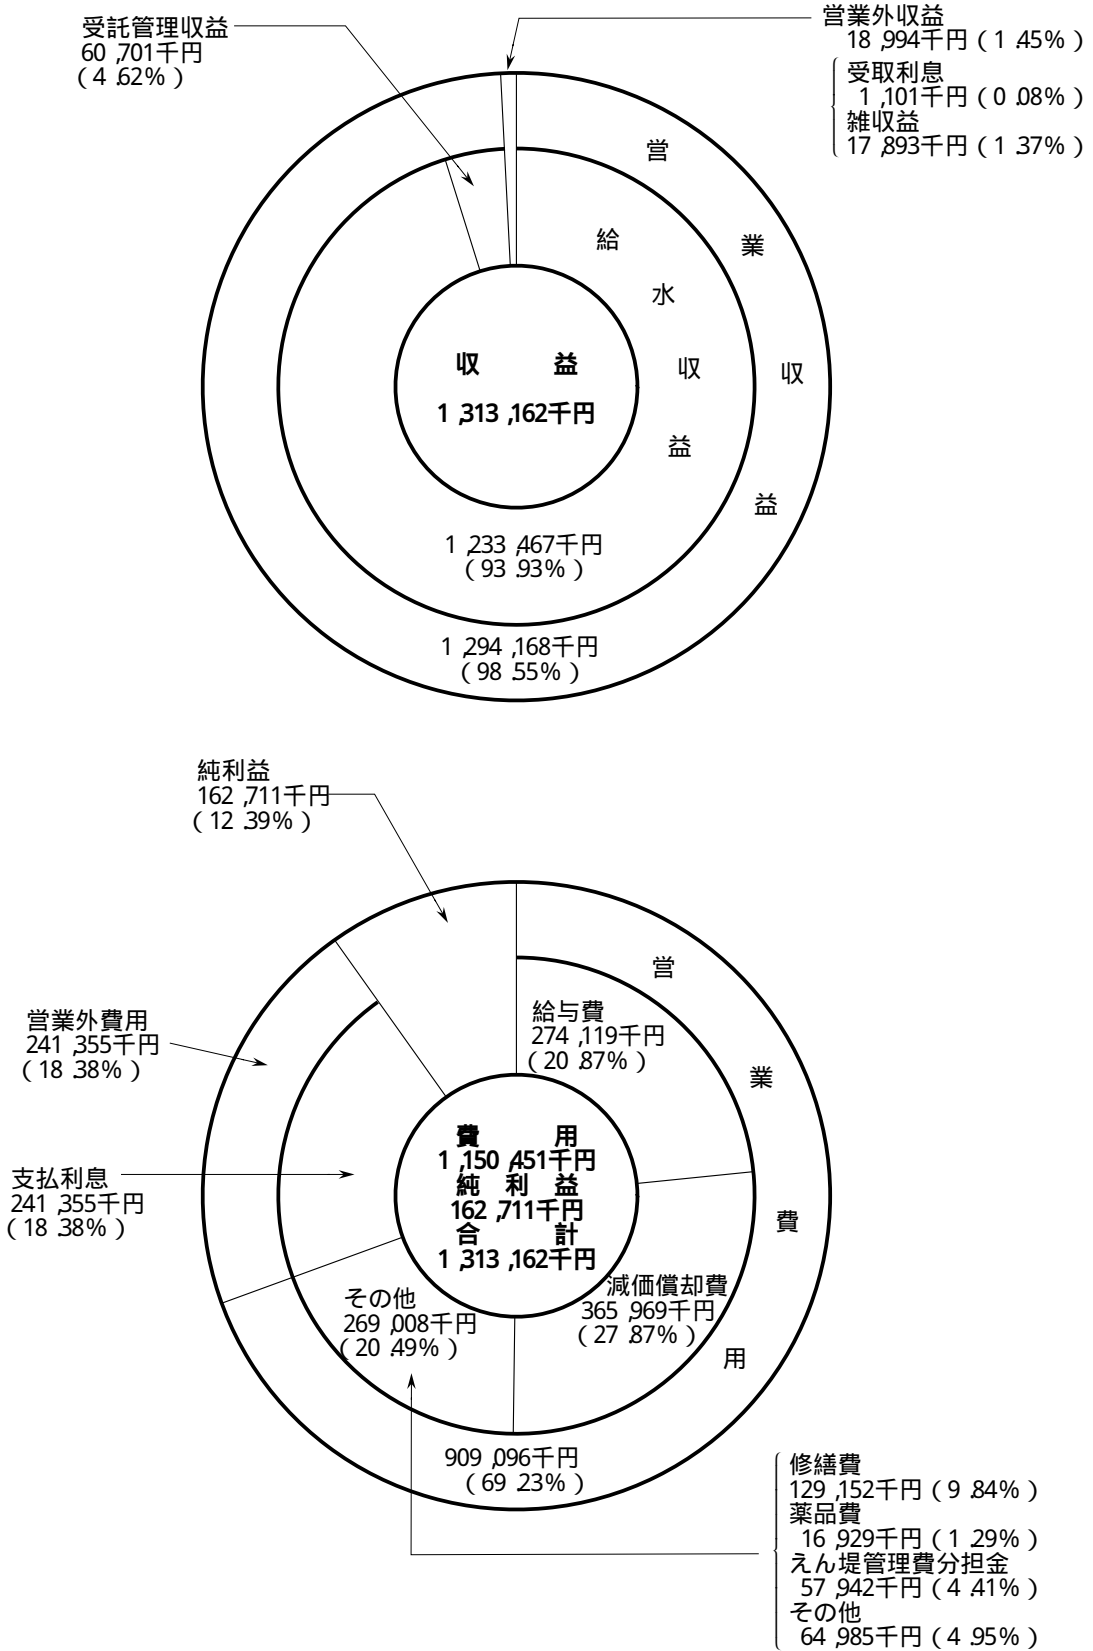 受託管理収益
60,701千円
(4.62%)
営業外収益
18,994千円(1.45%)
受取利息
1,101千円(0.08%)
雑収益
17,893千円(1.37%)
営業収益
給水収益
収益
1,313,162千円
1,233,467千円
(93.93%)
1,294,168千円
(98.55%)
純利益
162,711千円
(12.39%)
営業費用
給与費
274,119千円
(20.87%)
営業外費用
241,355千円
(18.38%)
費用
1,150,451千円
純利益
162,711千円
合計
1,313,162千円
支払利息
241,355千円
(18.38%)
減価償却費
365,969千円
(27.87%)
その他
269,008千円
(20.49%)
909,096千円
(69.23%)
修繕費
129,152千円(9.84%)
薬品費
16,929千円(1.29%)
えん堤管理費分担金
57,942千円(4.41%)
その他
64,985千円(4.95%)